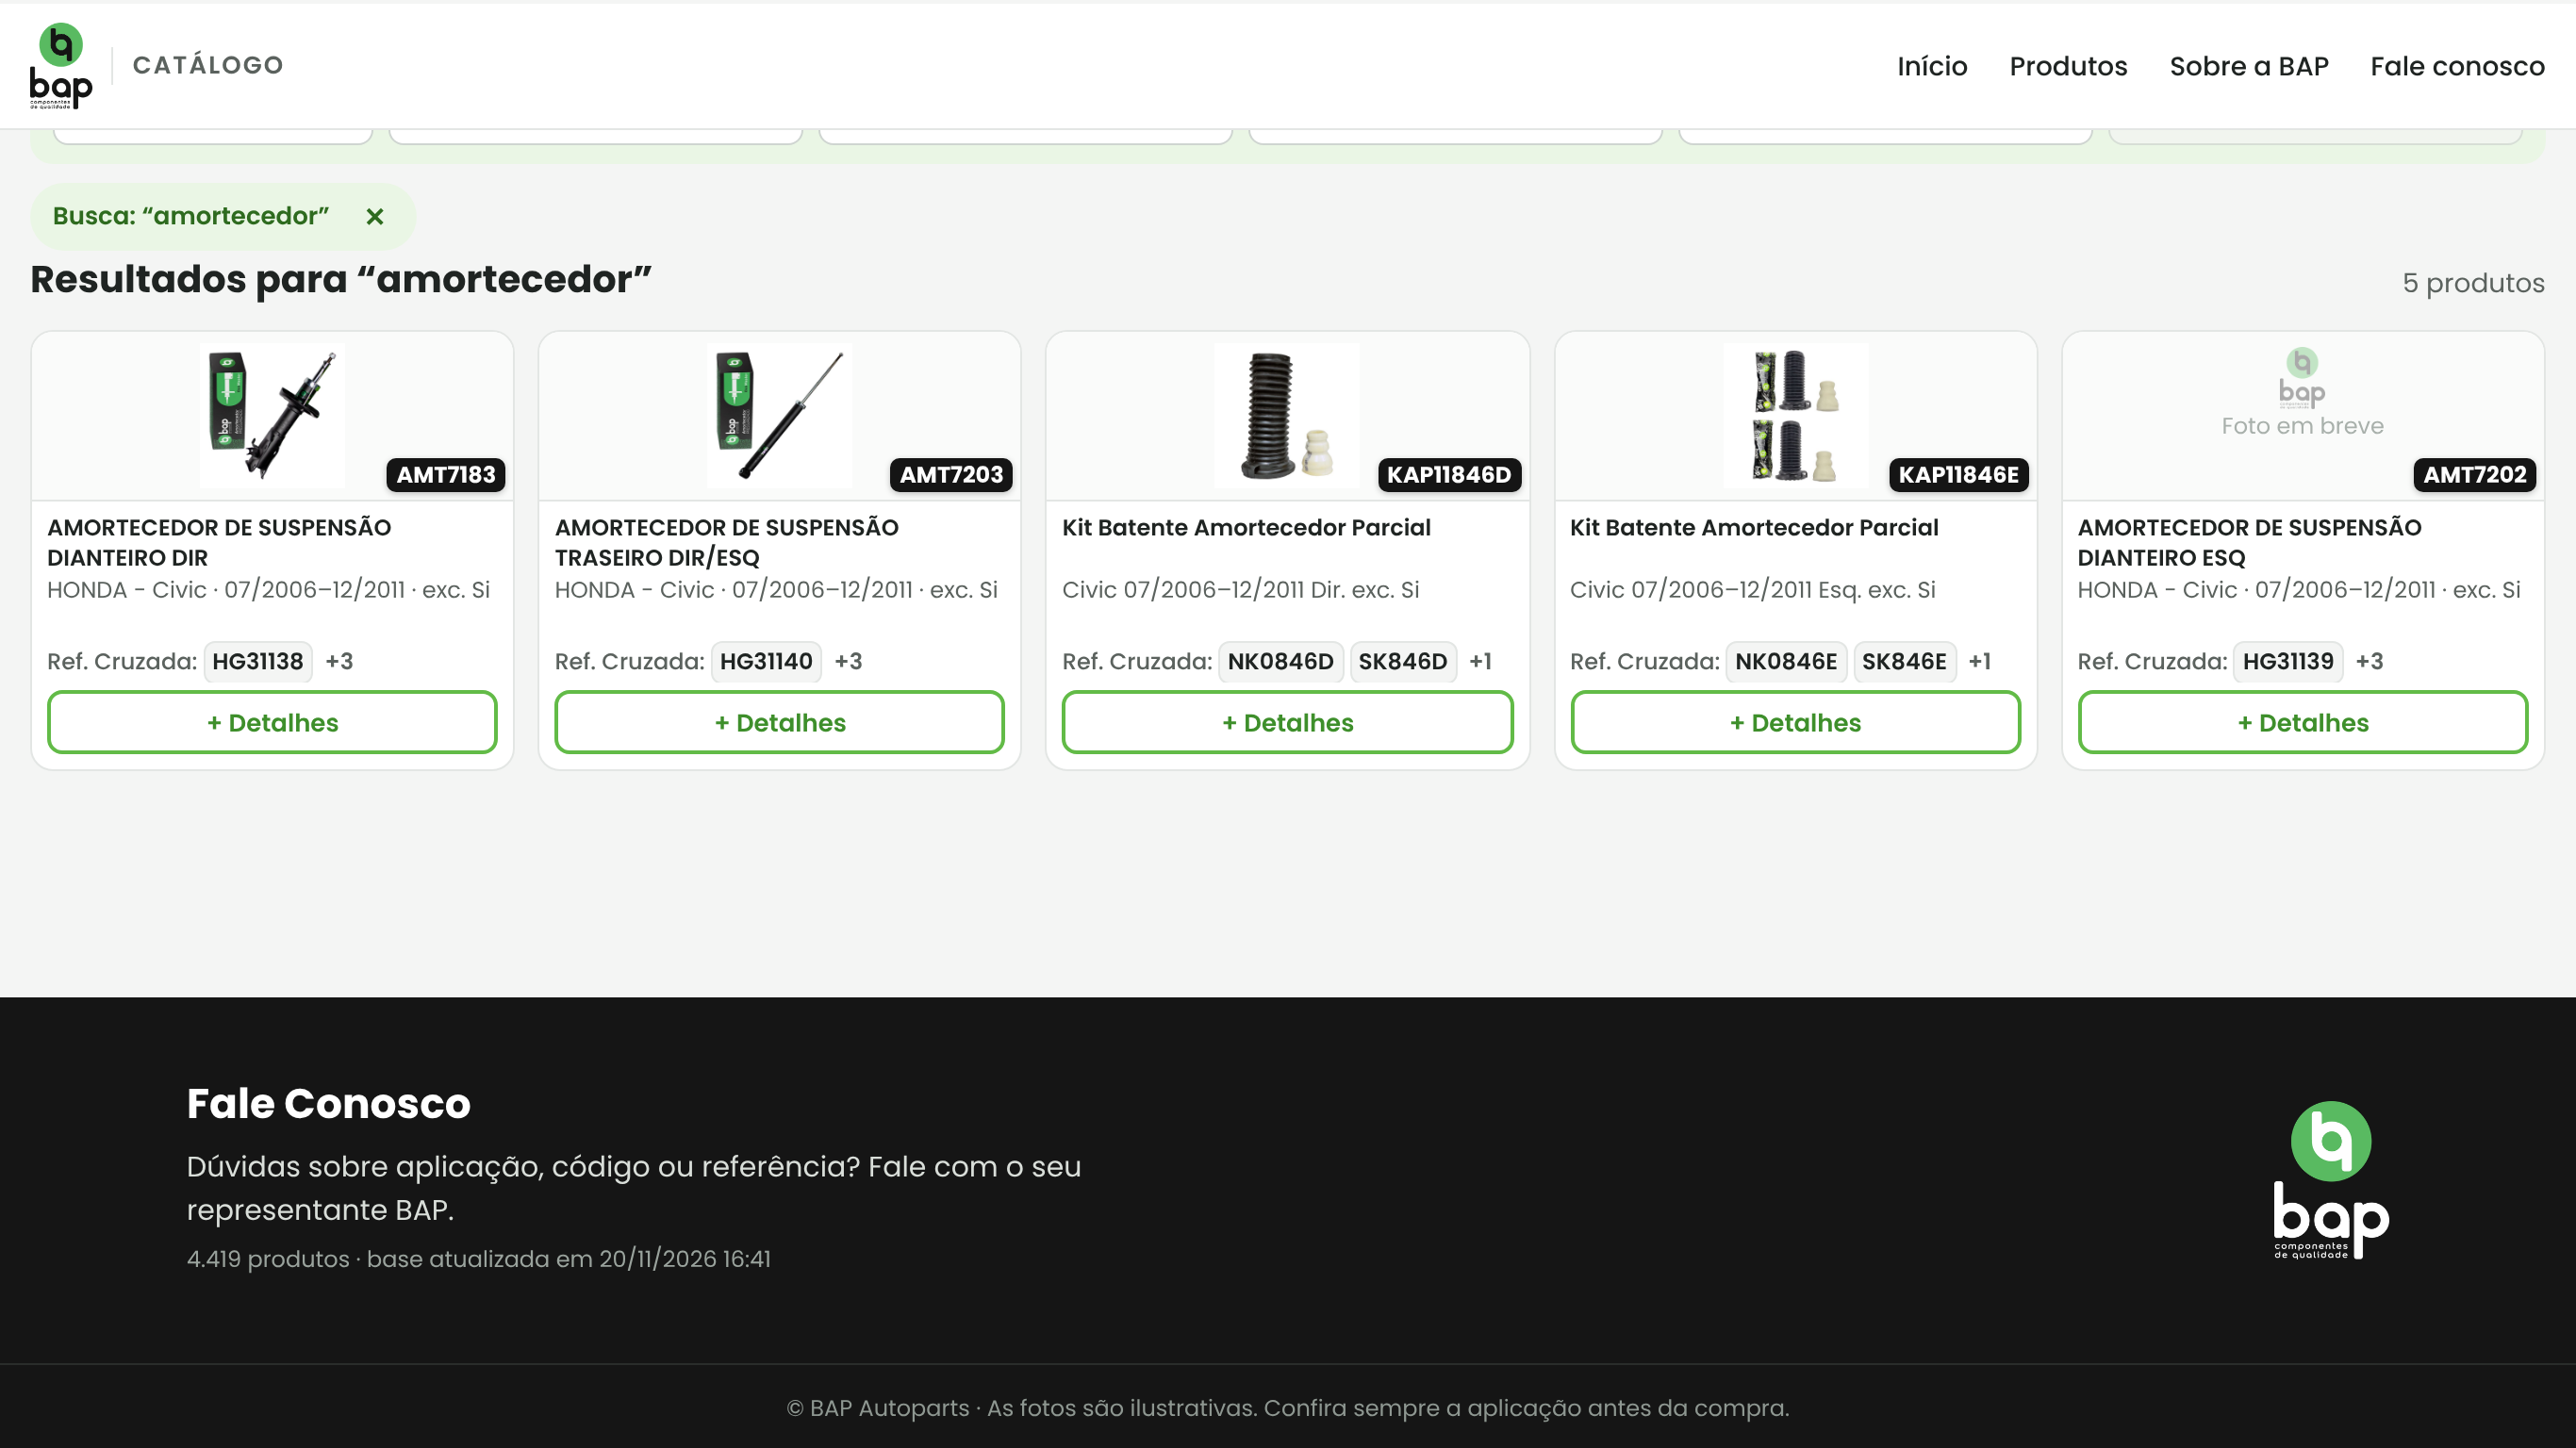 bap
componentes
de qualidade
CATÁLOGO
Início
Produtos
Sobre a BAP
Fale conosco
Busca: “amortecedor” ✕
Resultados para “amortecedor”
5 produtos
AMT7183
AMORTECEDOR DE SUSPENSÃO
DIANTEIRO DIR
HONDA - Civic · 07/2006–12/2011 · exc. Si
Ref. Cruzada: HG31138 +3
+ Detalhes
AMT7203
AMORTECEDOR DE SUSPENSÃO
TRASEIRO DIR/ESQ
HONDA - Civic · 07/2006–12/2011 · exc. Si
Ref. Cruzada: HG31140 +3
+ Detalhes
KAP11846D
Kit Batente Amortecedor Parcial
Civic 07/2006–12/2011 Dir. exc. Si
Ref. Cruzada: NK0846D SK846D +1
+ Detalhes
KAP11846E
Kit Batente Amortecedor Parcial
Civic 07/2006–12/2011 Esq. exc. Si
Ref. Cruzada: NK0846E SK846E +1
+ Detalhes
bap
Foto em breve
AMT7202
AMORTECEDOR DE SUSPENSÃO
DIANTEIRO ESQ
HONDA - Civic · 07/2006–12/2011 · exc. Si
Ref. Cruzada: HG31139 +3
+ Detalhes
Fale Conosco
Dúvidas sobre aplicação, código ou referência? Fale com o seu
representante BAP.
4.419 produtos · base atualizada em 20/11/2026 16:41
bap
componentes
de qualidade
© BAP Autoparts · As fotos são ilustrativas. Confira sempre a aplicação antes da compra.